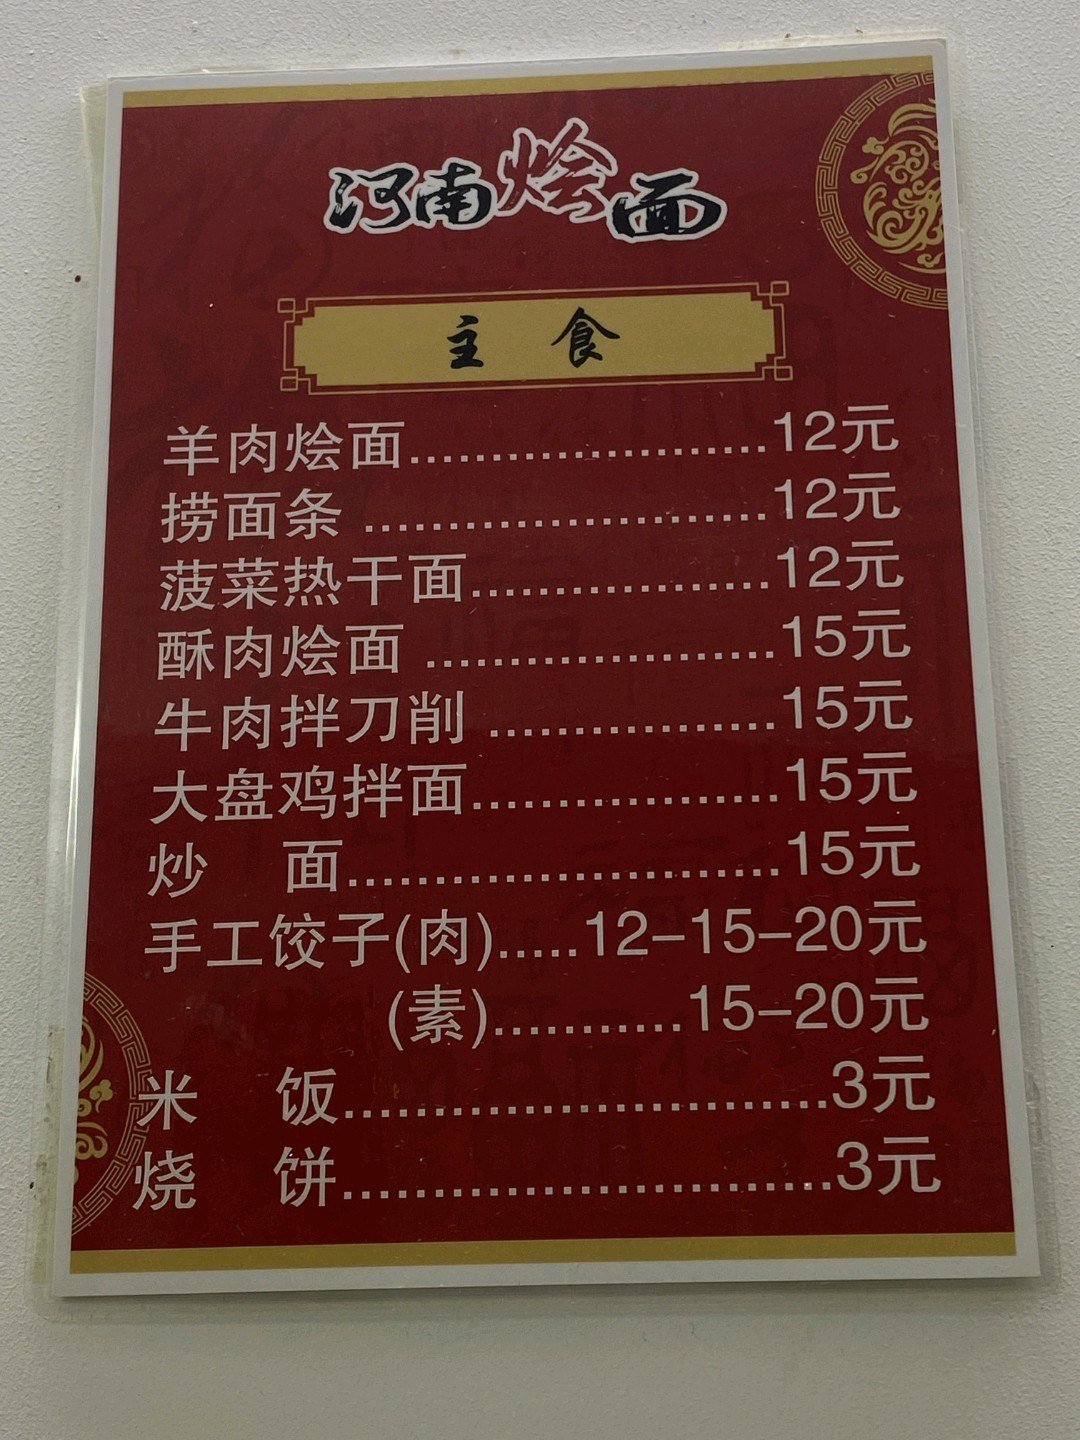 河南烩面
主 食
羊肉烩面......................12元
捞面条 .........................12元
菠菜热干面...................12元
酥肉烩面 ......................15元
牛肉拌刀削 ..................15元
大盘鸡拌面...................15元
炒 面...........................15元
手工饺子(肉).....12-15-20元
(素)...........15-20元
米 饭..............................3元
烧 饼..............................3元